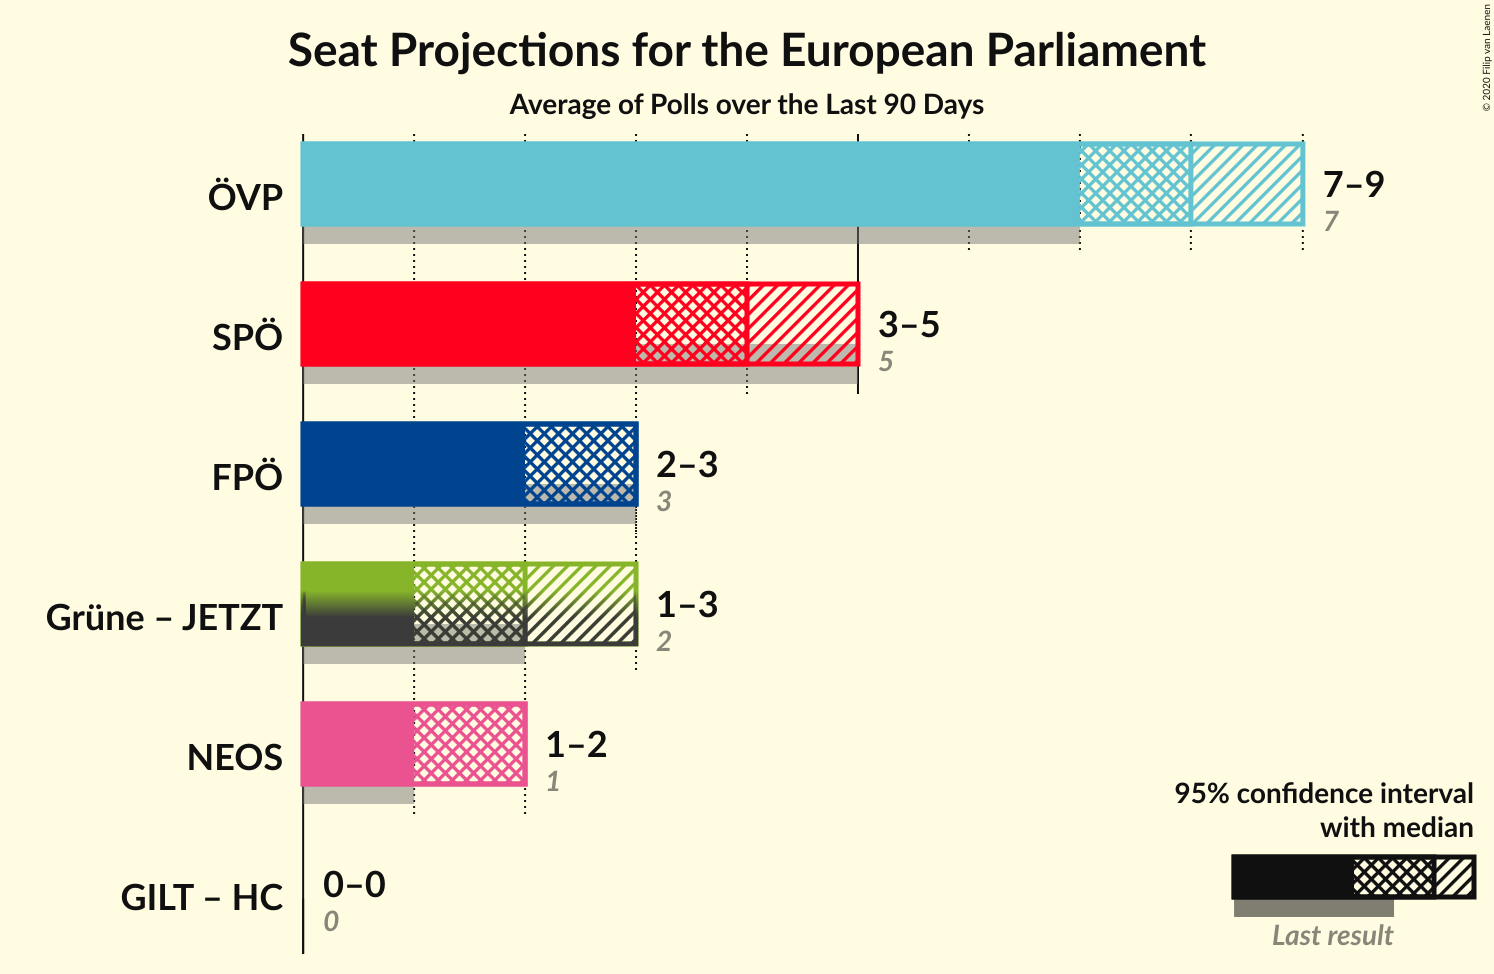 Seat Projections for the European Parliament
Average of Polls over the Last 90 Days
© 2020 Filip van Laenen
ÖVP
7–9
7
SPÖ
3–5
5
FPÖ
2–3
3
Grüne – JETZT
1–3
2
NEOS
1–2
1
GILT – HC
0–0
0
95% confidence interval
with median
Last result